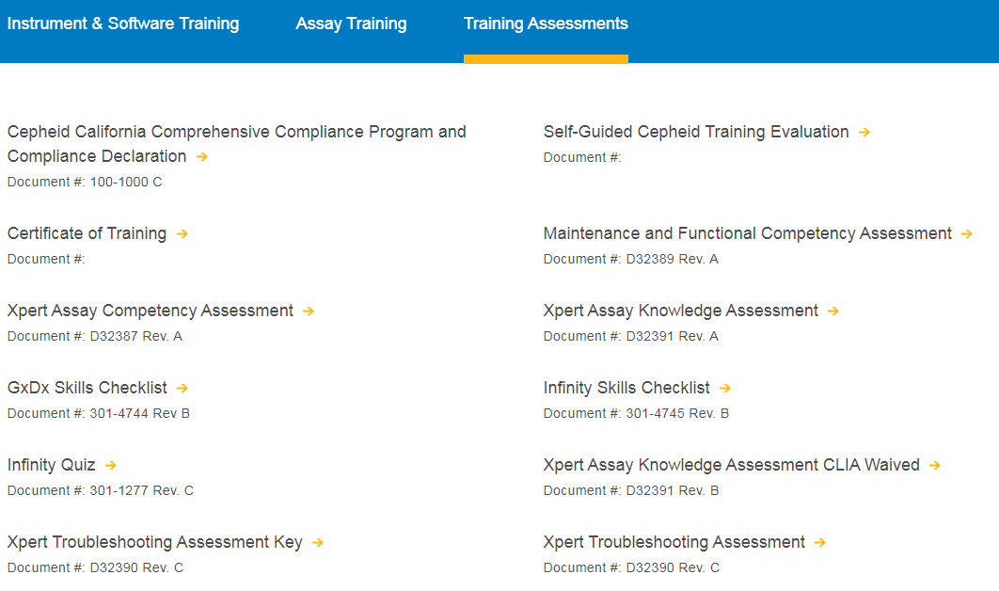 Instrument & Software Training
Assay Training
Training Assessments
Cepheid California Comprehensive Compliance Program and
Compliance Declaration →
Document #: 100-1000 C
Self-Guided Cepheid Training Evaluation →
Document #:
Certificate of Training →
Document #:
Maintenance and Functional Competency Assessment →
Document #: D32389 Rev. A
Xpert Assay Competency Assessment →
Document #: D32387 Rev. A
Xpert Assay Knowledge Assessment →
Document #: D32391 Rev. A
GxDx Skills Checklist →
Document #: 301-4744 Rev B
Infinity Skills Checklist →
Document #: 301-4745 Rev. B
Infinity Quiz →
Document #: 301-1277 Rev. C
Xpert Assay Knowledge Assessment CLIA Waived →
Document #: D32391 Rev. B
Xpert Troubleshooting Assessment Key →
Document #: D32390 Rev. C
Xpert Troubleshooting Assessment →
Document #: D32390 Rev. C